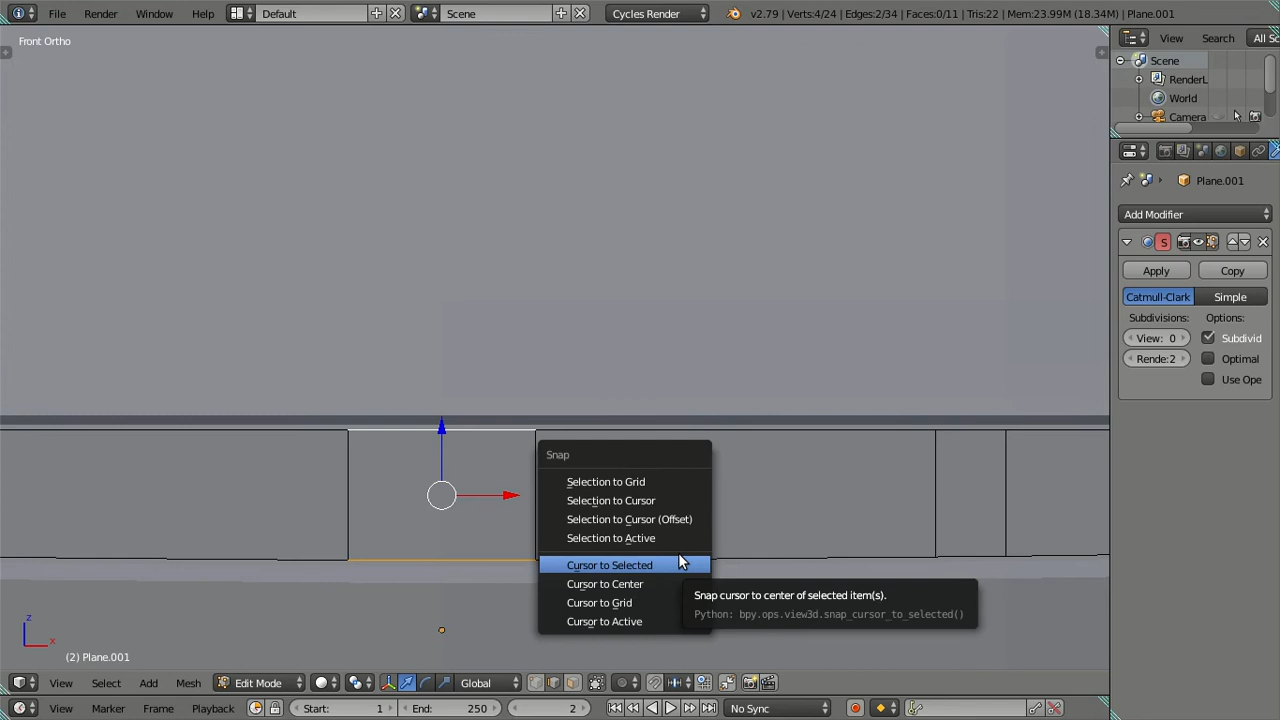 File Render Window Help Default Scene Cycles Render v2.79 | Verts:4/24 | Edges:2/34 | Faces:0/11 | Tris:22 | Mem:23.99M (18.34M) | Plane.001
Front Ortho
View Search All Sc
Scene
RenderL
World
Camera
Plane.001
Add Modifier
S
Apply Copy
Catmull-Clark Simple
Subdivisions: Options:
View: 0 Subdivid
Rende:2 Optimal
Use Ope
Snap
Selection to Grid
Selection to Cursor
Selection to Cursor (Offset)
Selection to Active
Cursor to Selected
Cursor to Center
Cursor to Grid
Cursor to Active
Snap cursor to center of selected item(s).
Python: bpy.ops.view3d.snap_cursor_to_selected()
z
x
(2) Plane.001
View Select Add Mesh Edit Mode Global
View Marker Frame Playback Start: 1 End: 250 2 No Sync